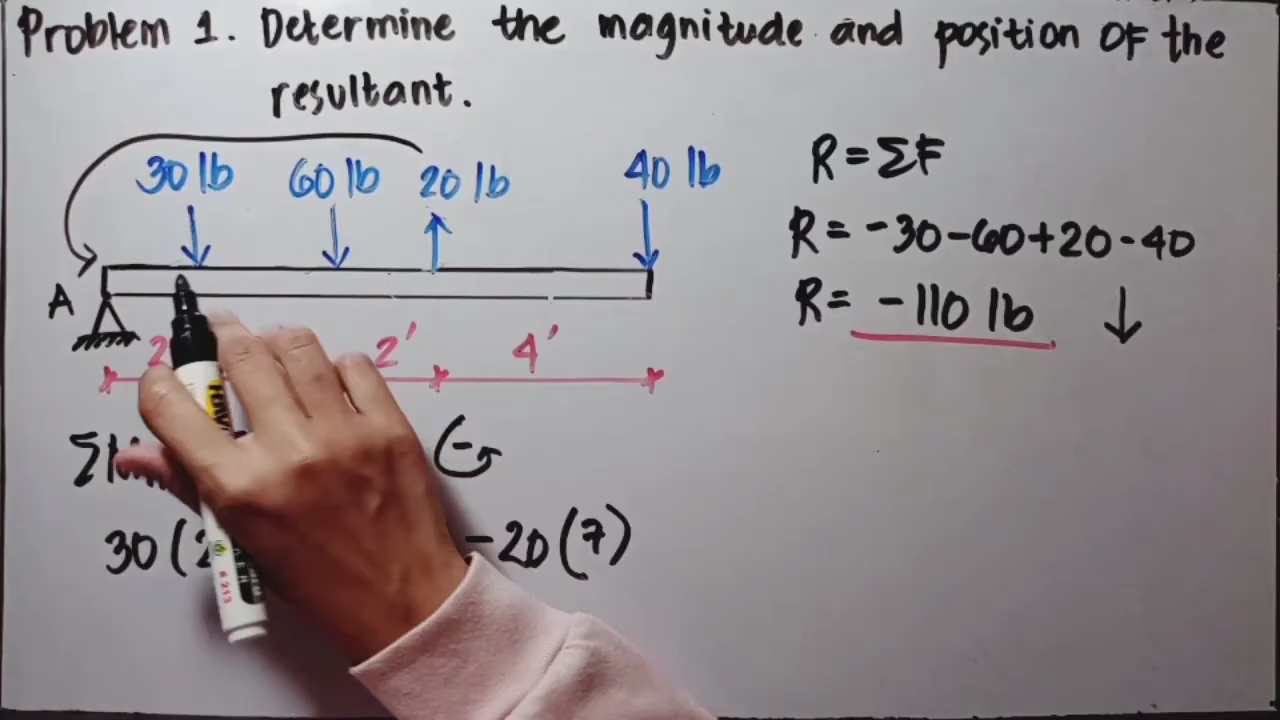 Problem 1. Determine the magnitude and position OF the
resultant.
30 lb 60 lb 20 lb 40 lb
R = ΣF
R = -30-60+20-40
R = -110 lb ↓
A
2' 4'
30(2 -20(7)